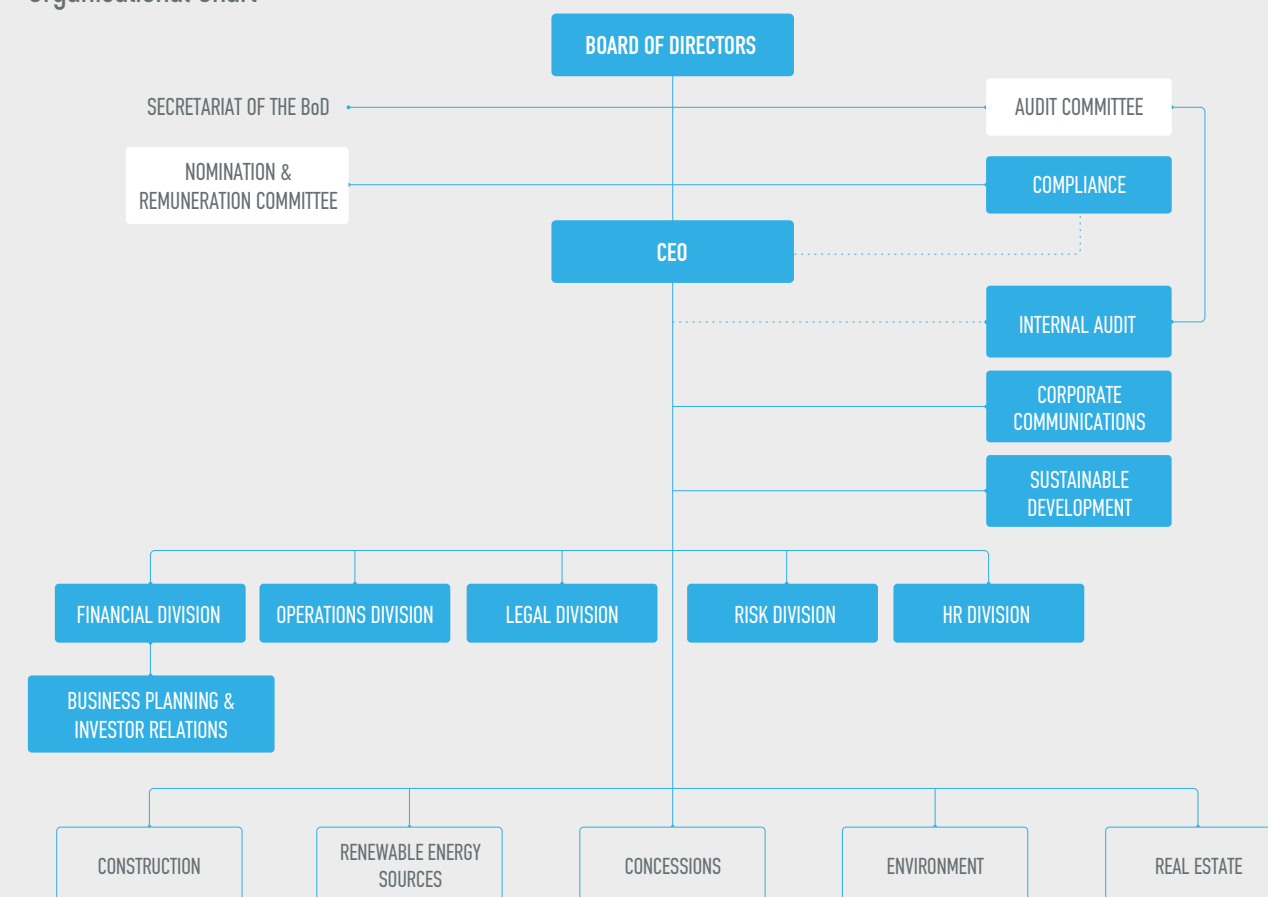 Organisational Chart
BOARD OF DIRECTORS
SECRETARIAT OF THE BoD
AUDIT COMMITTEE
NOMINATION &
REMUNERATION COMMITTEE
COMPLIANCE
CEO
INTERNAL AUDIT
CORPORATE
COMMUNICATIONS
SUSTAINABLE
DEVELOPMENT
FINANCIAL DIVISION
OPERATIONS DIVISION
LEGAL DIVISION
RISK DIVISION
HR DIVISION
BUSINESS PLANNING &
INVESTOR RELATIONS
CONSTRUCTION
RENEWABLE ENERGY
SOURCES
CONCESSIONS
ENVIRONMENT
REAL ESTATE